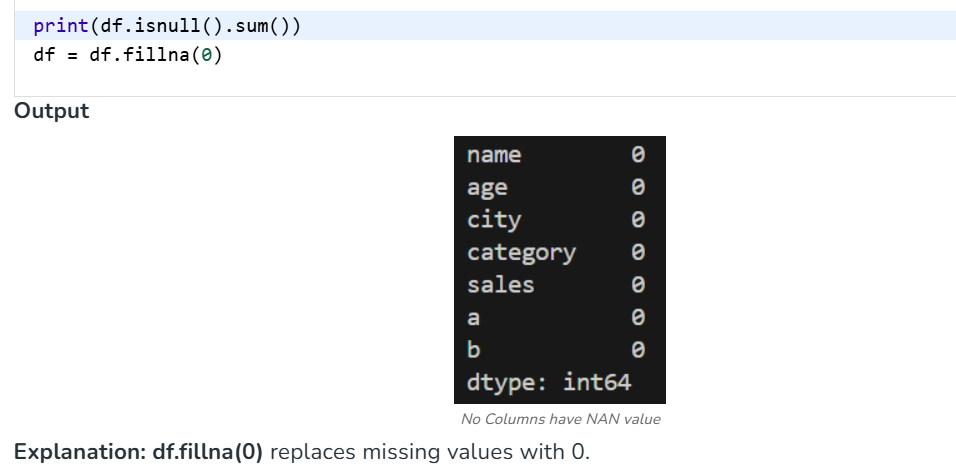 print(df.isnull().sum())
df = df.fillna(0)
Output
name 0
age 0
city 0
category 0
sales 0
a 0
b 0
dtype: int64
No Columns have NAN value
Explanation: df.fillna(0) replaces missing values with 0.